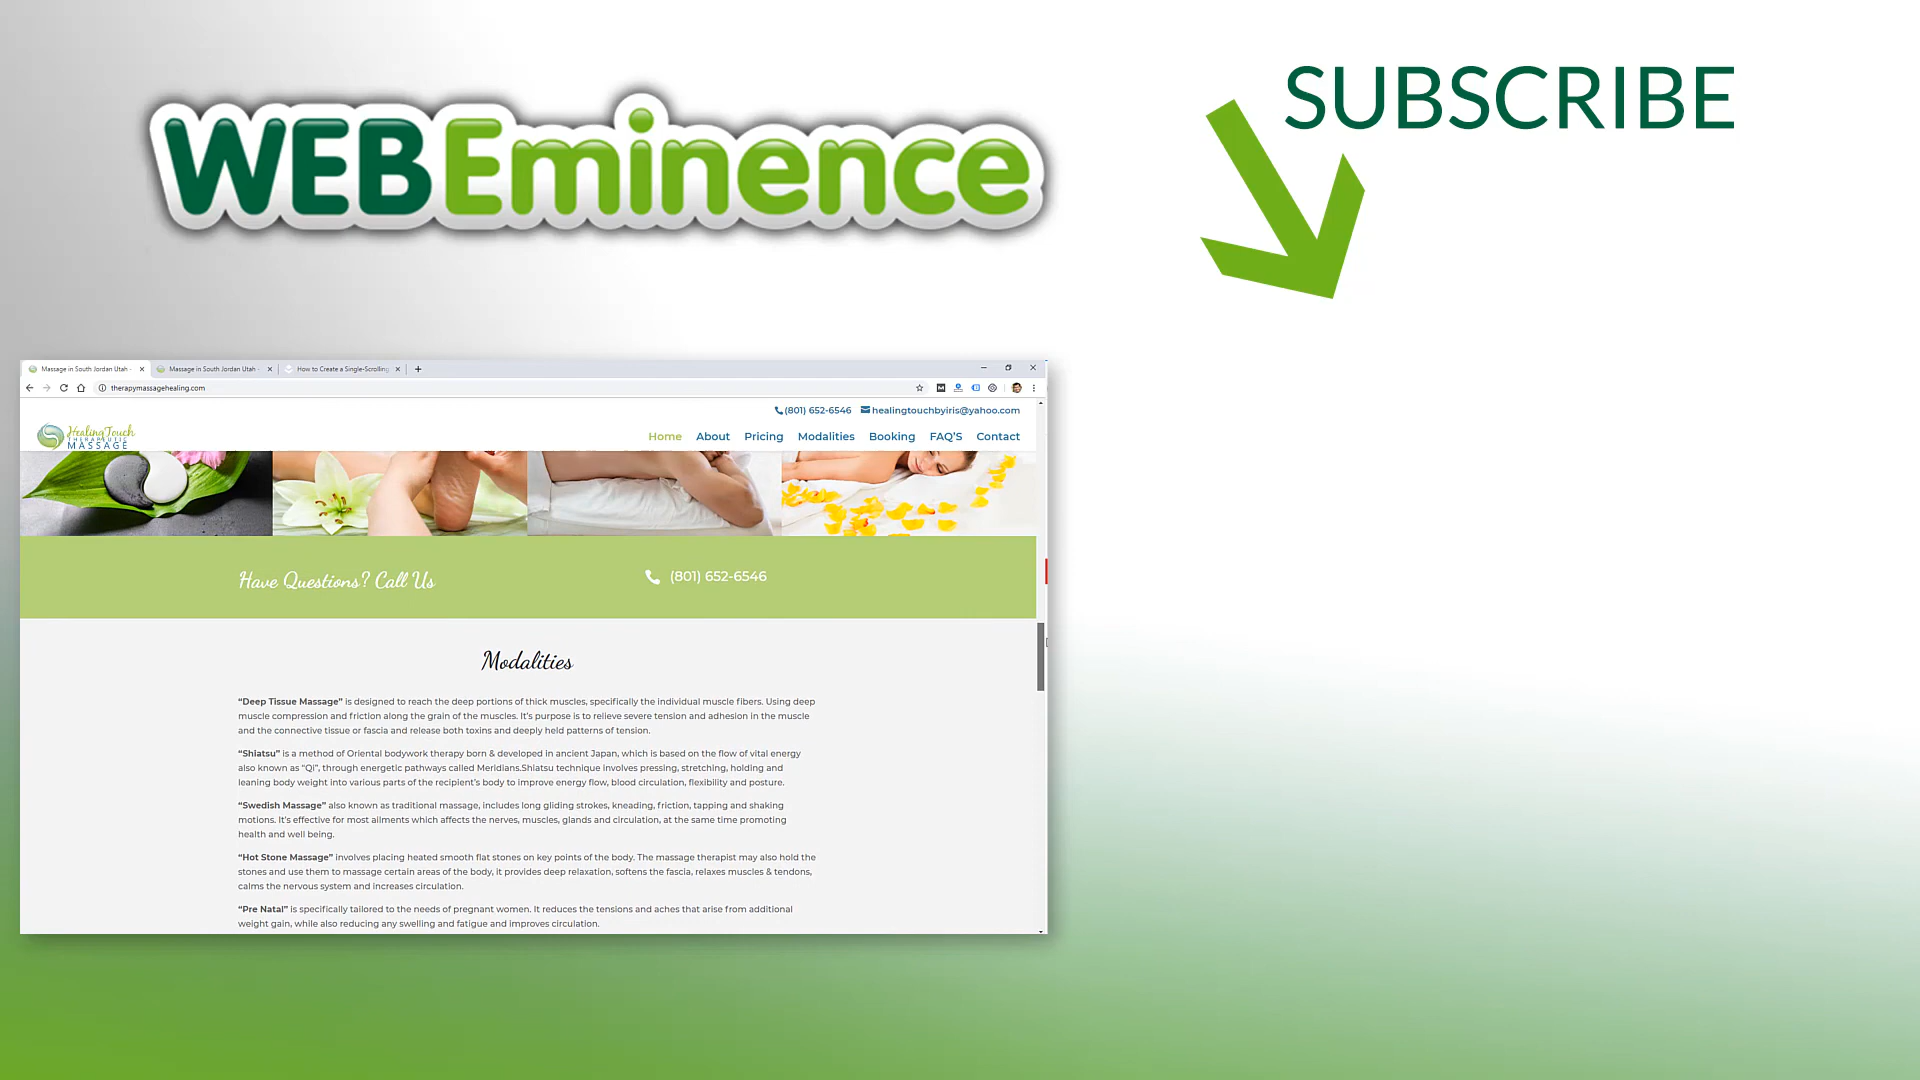 WEBEminence
SUBSCRIBE
Massage in South Jordan Utah -
Massage in South Jordan Utah -
How to Create a Single-Scrolling
therapymassagehealing.com
(801) 652-6546
healingtouchbyiris@yahoo.com
Healing Touch
THERAPEUTIC
MASSAGE
Home
About
Pricing
Modalities
Booking
FAQ'S
Contact
Have Questions? Call Us
(801) 652-6546
Modalities
“Deep Tissue Massage” is designed to reach the deep portions of thick muscles, specifically the individual muscle fibers. Using deep
muscle compression and friction along the grain of the muscles. It’s purpose is to relieve severe tension and adhesion in the muscle
and the connective tissue or fascia and release both toxins and deeply held patterns of tension.
“Shiatsu” is a method of Oriental bodywork therapy born & developed in ancient Japan, which is based on the flow of vital energy
also known as “Qi”, through energetic pathways called Meridians.Shiatsu technique involves pressing, stretching, holding and
leaning body weight into various parts of the recipient’s body to improve energy flow, blood circulation, flexibility and posture.
“Swedish Massage” also known as traditional massage, includes long gliding strokes, kneading, friction, tapping and shaking
motions. It’s effective for most ailments which affects the nerves, muscles, glands and circulation, at the same time promoting
health and well being.
“Hot Stone Massage” involves placing heated smooth flat stones on key points of the body. The massage therapist may also hold the
stones and use them to massage certain areas of the body, it provides deep relaxation, softens the fascia, relaxes muscles & tendons,
calms the nervous system and increases circulation.
“Pre Natal” is specifically tailored to the needs of pregnant women. It reduces the tensions and aches that arise from additional
weight gain, while also reducing any swelling and fatigue and improves circulation.